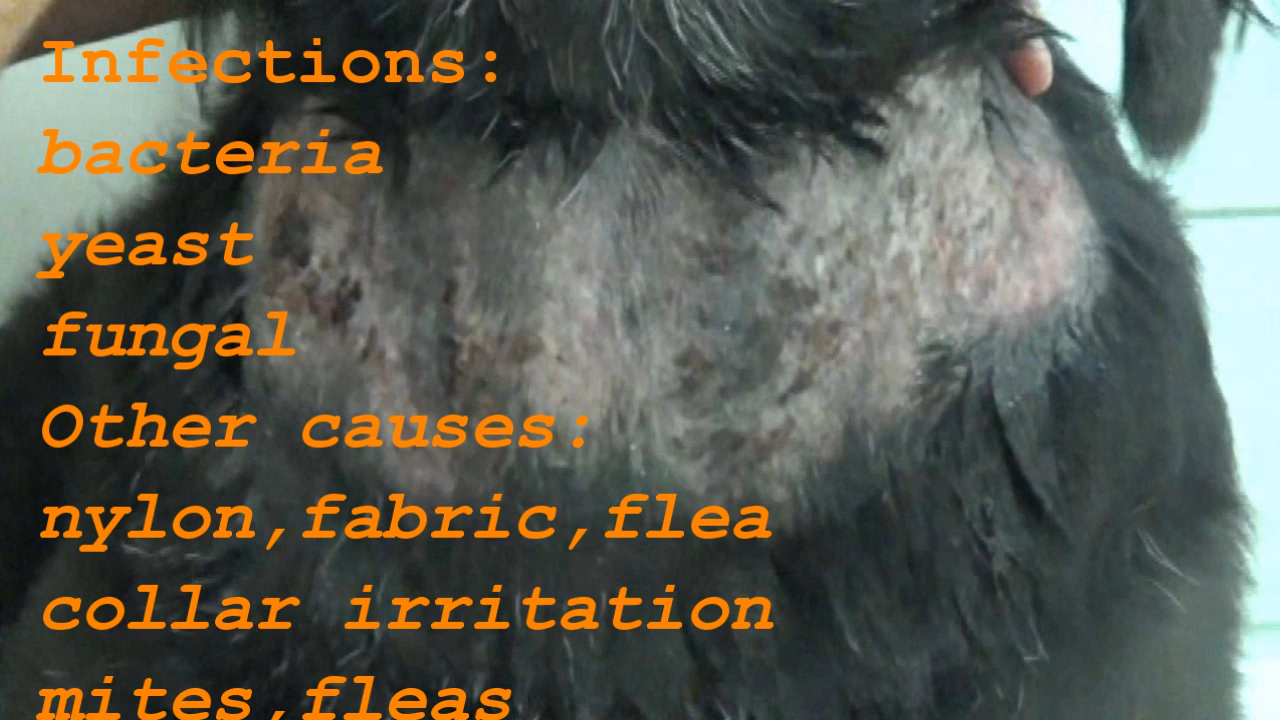 Infections:
bacteria
yeast
fungal
Other causes:
nylon,fabric,flea
collar irritation
mites,fleas